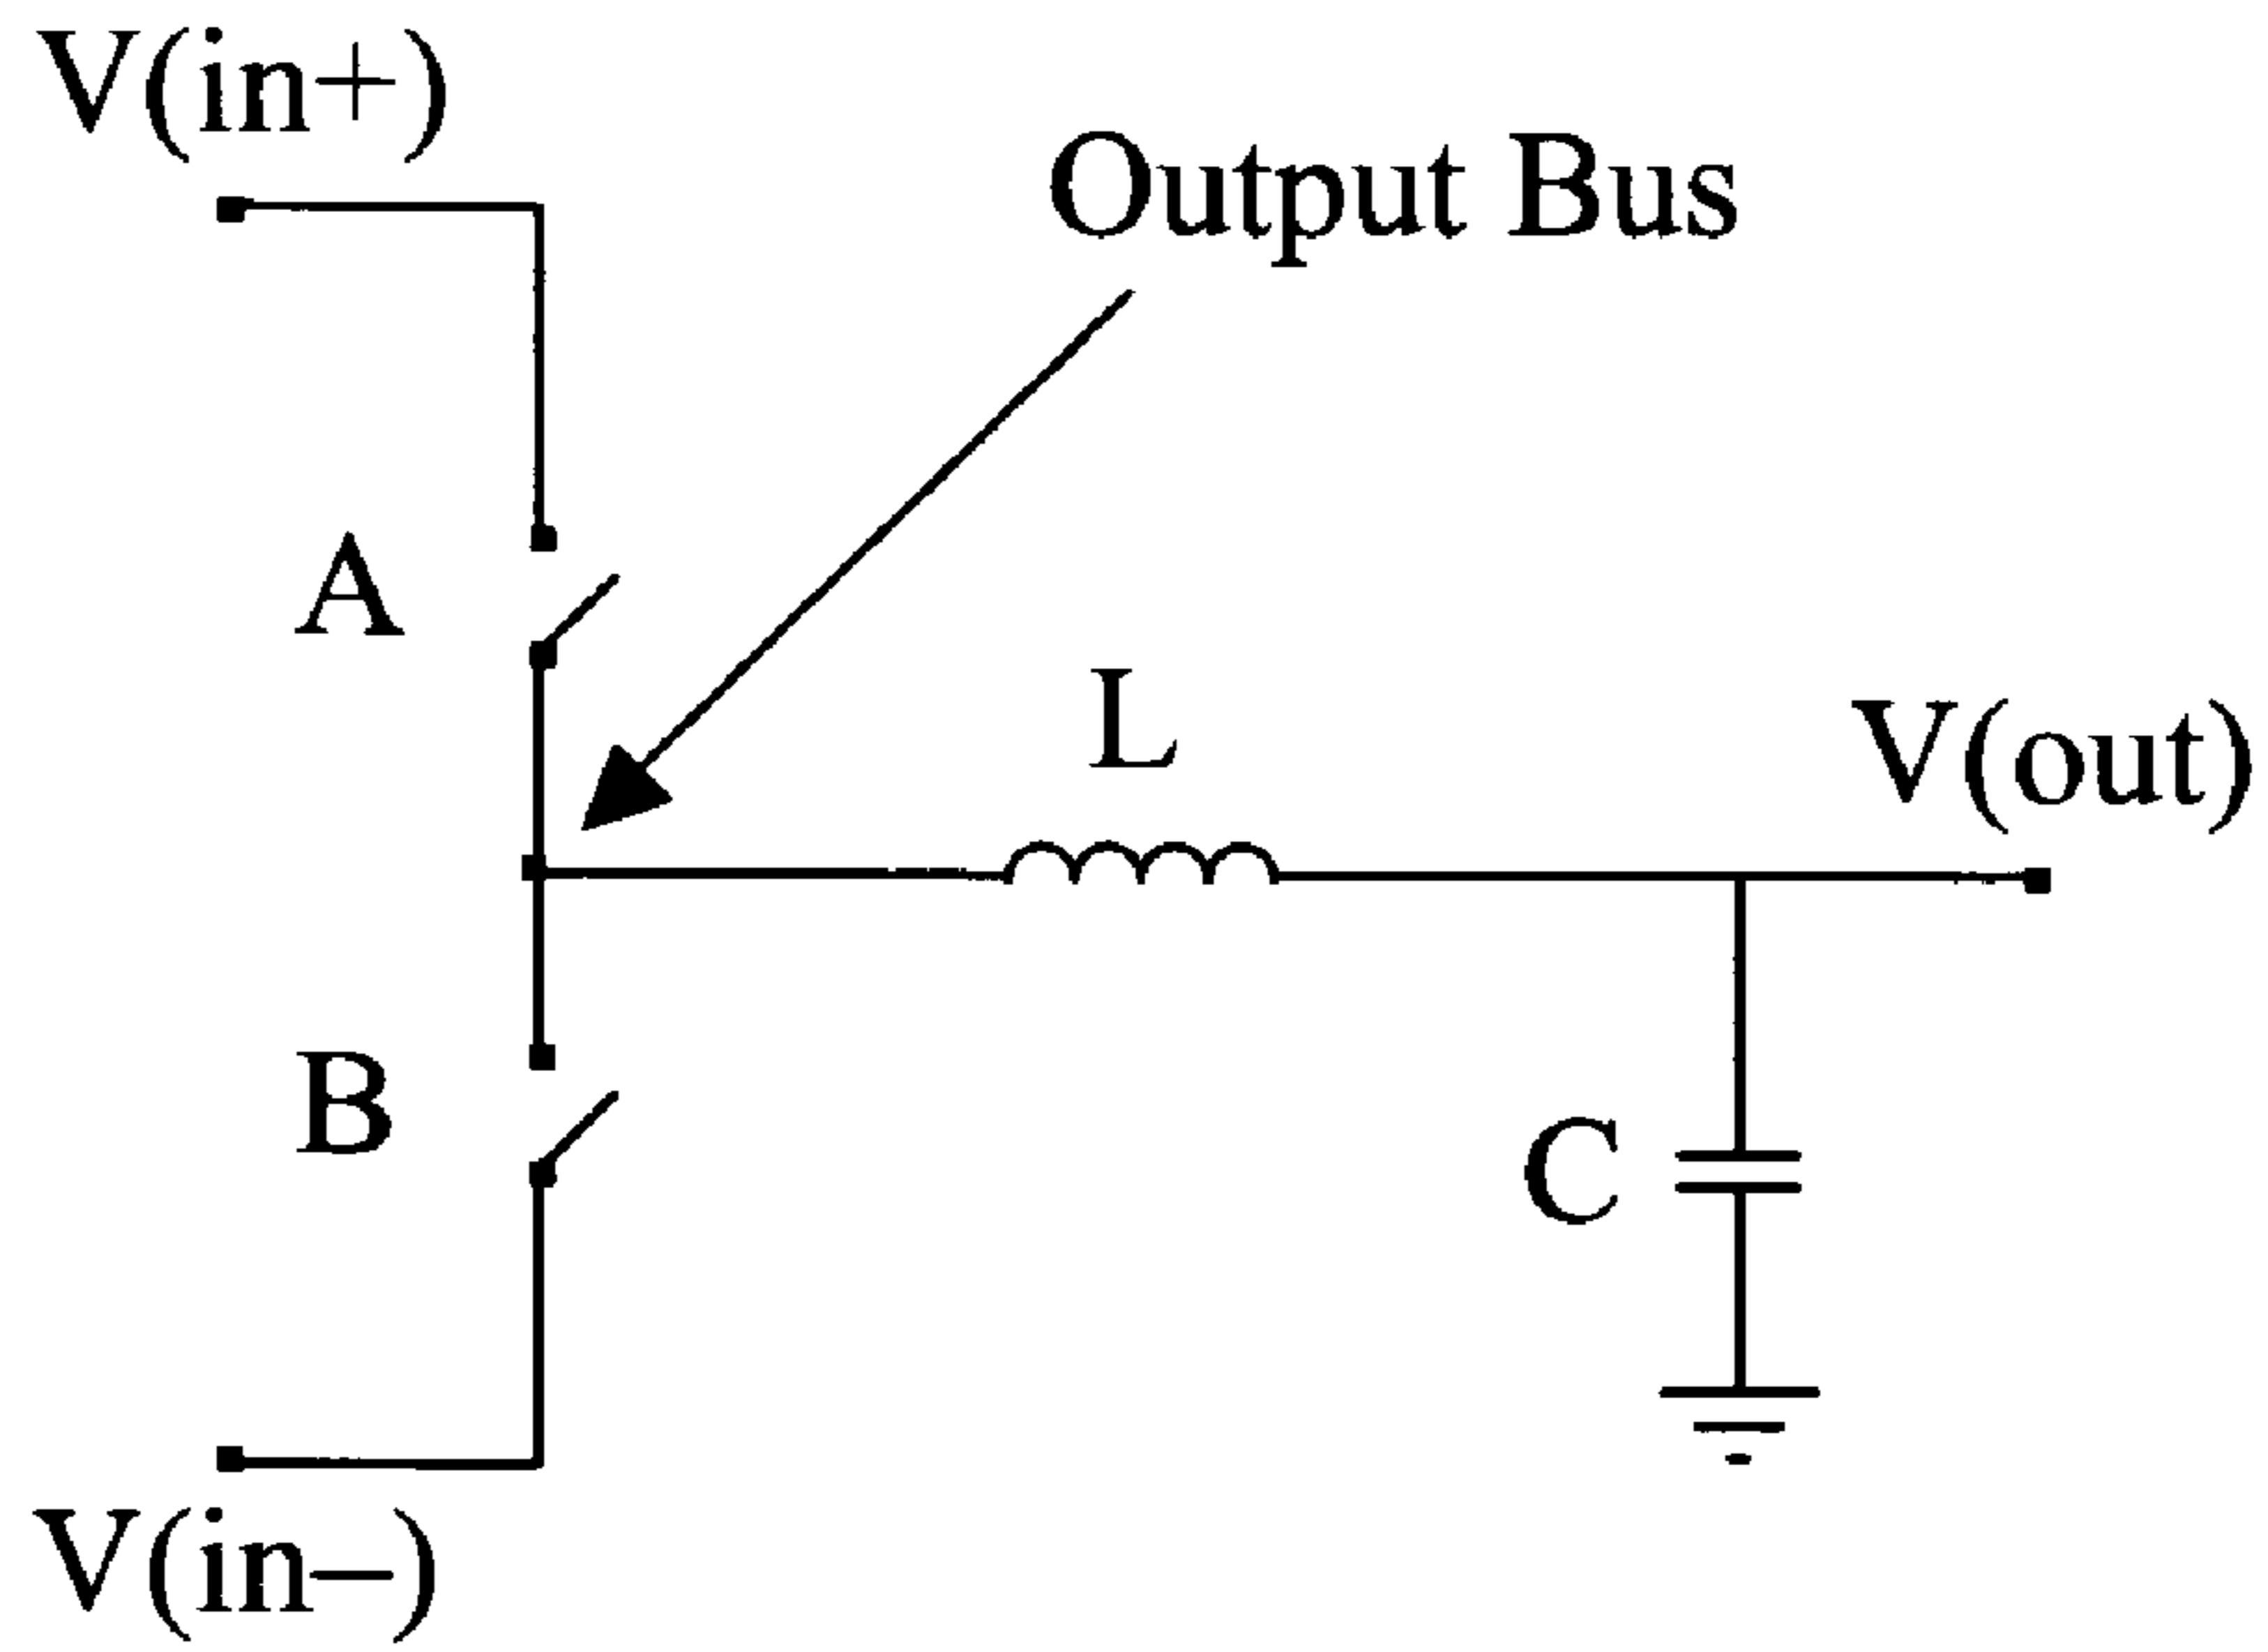 V(in+)
Output Bus
A
L
V(out)
B
C
V(in–)